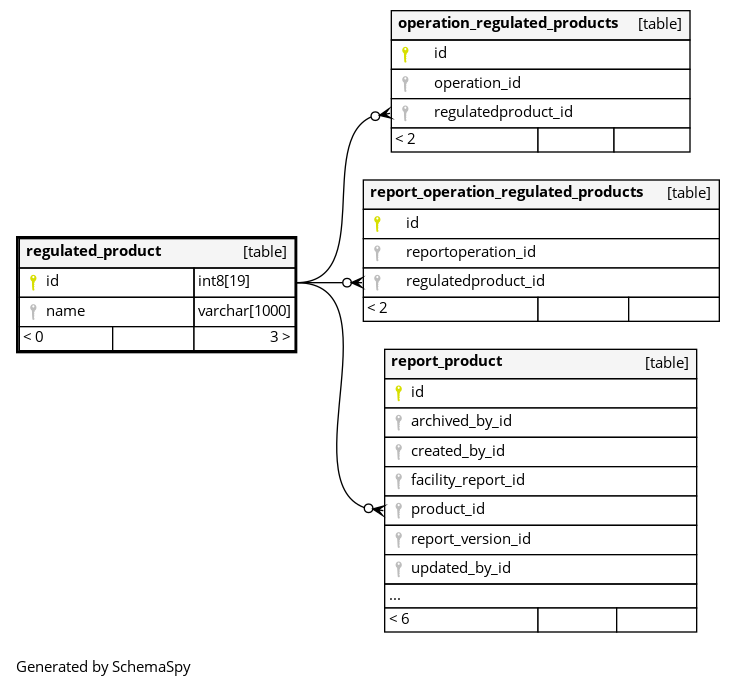 operation_regulated_products [table]
id
operation_id
regulatedproduct_id
< 2
report_operation_regulated_products [table]
id
reportoperation_id
regulatedproduct_id
< 2
regulated_product [table]
id int8[19]
name varchar[1000]
< 0 3 >
report_product [table]
id
archived_by_id
created_by_id
facility_report_id
product_id
report_version_id
updated_by_id
...
< 6
Generated by SchemaSpy